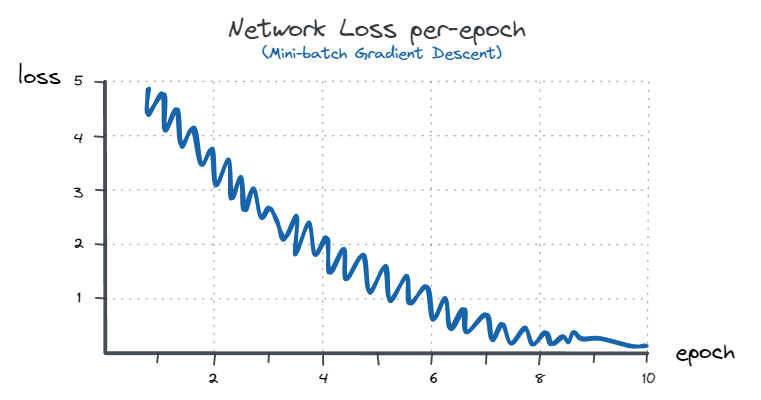 Network Loss per-epoch
(Mini-batch Gradient Descent)
loss
5
4
3
2
1
2 4 6 8 10
epoch